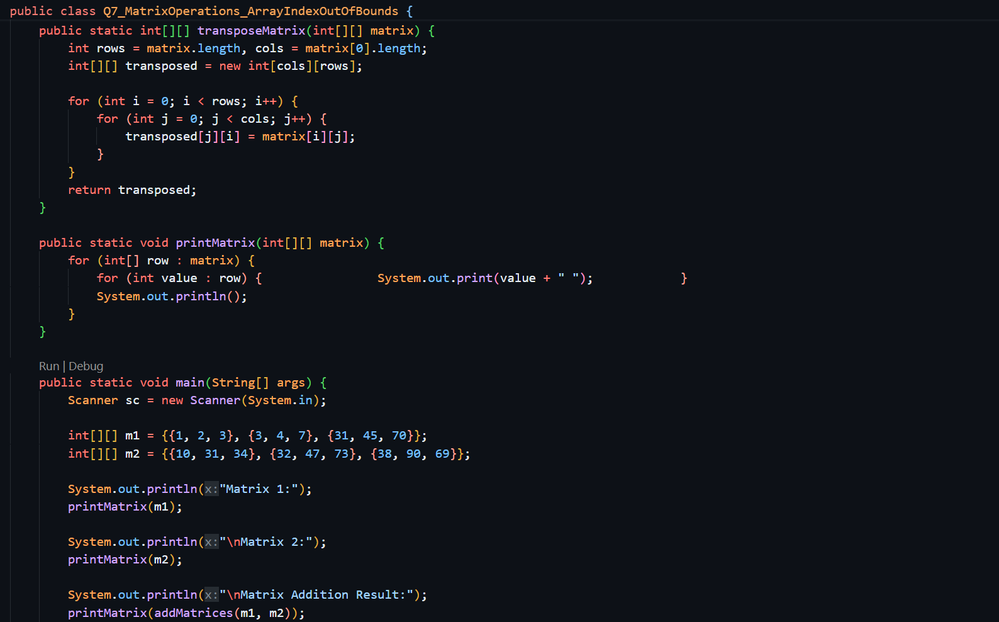 public class Q7_MatrixOperations_ArrayIndexOutOfBounds {
    public static int[][] transposeMatrix(int[][] matrix) {
        int rows = matrix.length, cols = matrix[0].length;
        int[][] transposed = new int[cols][rows];

        for (int i = 0; i < rows; i++) {
            for (int j = 0; j < cols; j++) {
                transposed[j][i] = matrix[i][j];
            }
        }
        return transposed;
    }

    public static void printMatrix(int[][] matrix) {
        for (int[] row : matrix) {
            for (int value : row) {                System.out.print(value + " ");            }
            System.out.println();
        }
    }

    Run | Debug
    public static void main(String[] args) {
        Scanner sc = new Scanner(System.in);

        int[][] m1 = {{1, 2, 3}, {3, 4, 7}, {31, 45, 70}};
        int[][] m2 = {{10, 31, 34}, {32, 47, 73}, {38, 90, 69}};

        System.out.println(x:"Matrix 1:");
        printMatrix(m1);

        System.out.println(x:"\nMatrix 2:");
        printMatrix(m2);

        System.out.println(x:"\nMatrix Addition Result:");
        printMatrix(addMatrices(m1, m2));